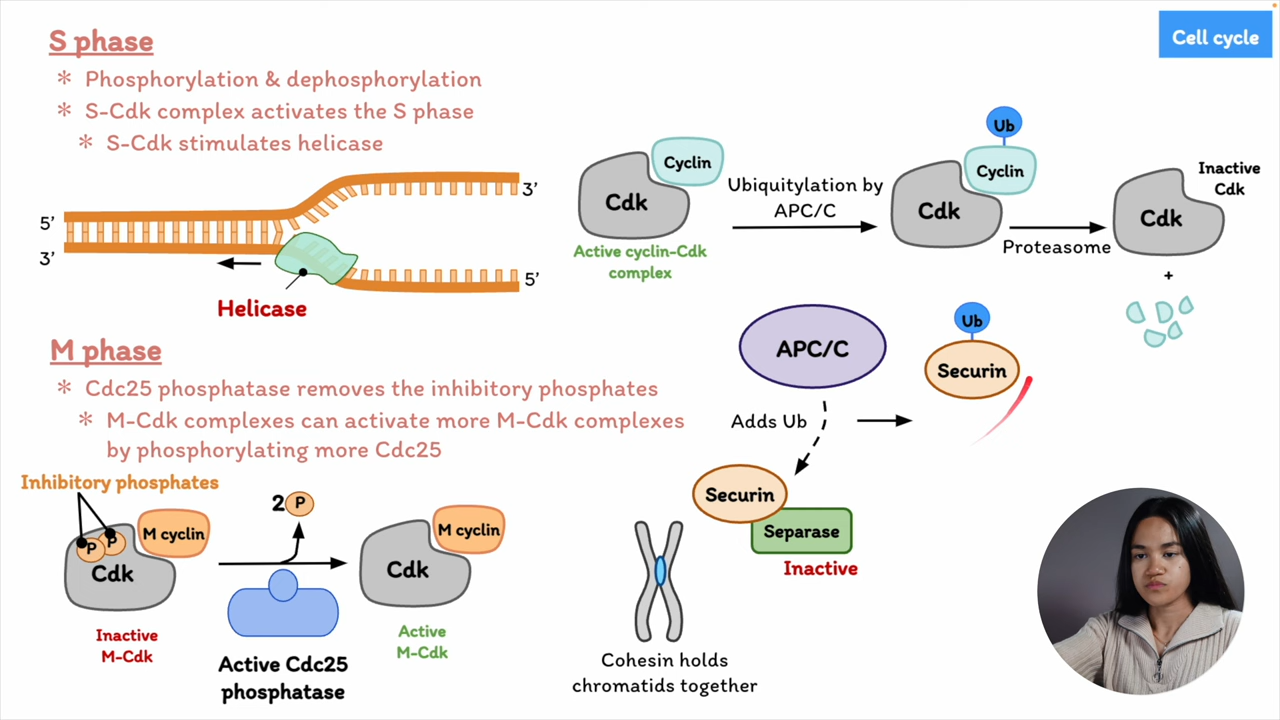 S phase
Cell cycle
* Phosphorylation & dephosphorylation
* S-Cdk complex activates the S phase
* S-Cdk stimulates helicase
5'
3'
3'
5'
Helicase
Cyclin
Cdk
Active cyclin-Cdk
complex
Ubiquitylation by
APC/C
Ub
Cyclin
Cdk
Proteasome
Inactive
Cdk
Cdk
+
M phase
* Cdc25 phosphatase removes the inhibitory phosphates
* M-Cdk complexes can activate more M-Cdk complexes
by phosphorylating more Cdc25
Inhibitory phosphates
P
P
M cyclin
Cdk
Inactive
M-Cdk
2 P
Active Cdc25
phosphatase
M cyclin
Cdk
Active
M-Cdk
APC/C
Adds Ub
Ub
Securin
Securin
Separase
Inactive
Cohesin holds
chromatids together